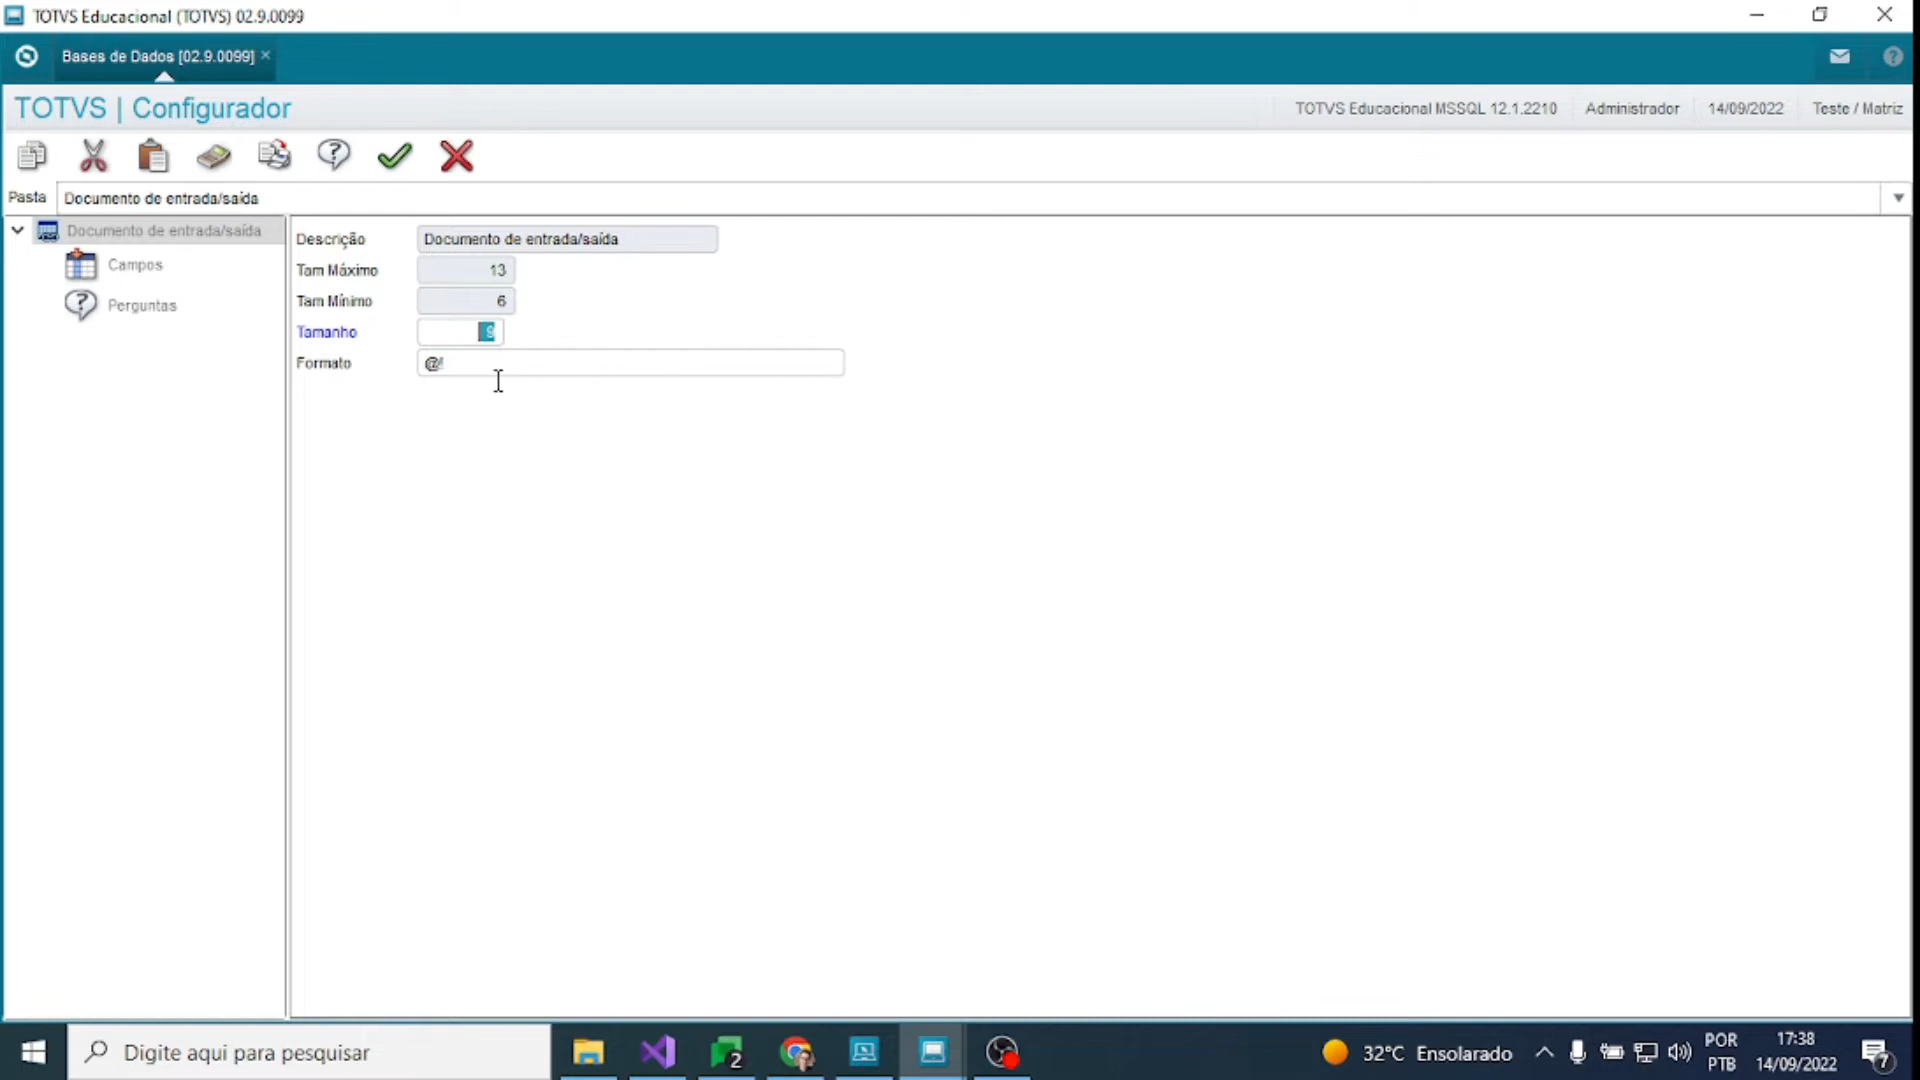 TOTVS Educacional (TOTVS) 02.9.0099
Bases de Dados [02.9.0099]
TOTVS | Configurador
TOTVS Educacional MSSQL 12.1.2210 Administrador 14/09/2022 Teste / Matriz
Pasta Documento de entrada/saída
Documento de entrada/saída
Campos
Perguntas
Descrição Documento de entrada/saída
Tam Máximo 13
Tam Mínimo 6
Tamanho 9
Formato @!
Digite aqui para pesquisar
2
32°C Ensolarado
POR
PTB
17:38
14/09/2022
7